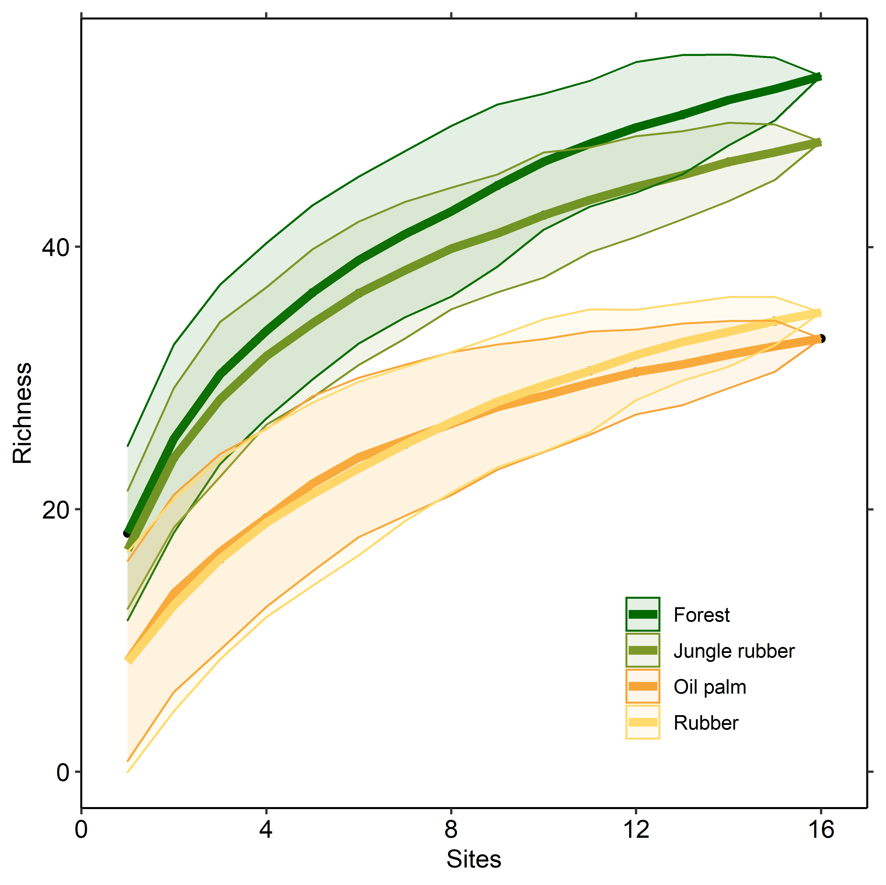 40
20
0
Richness
0 4 8 12 16
Sites
Forest
Jungle rubber
Oil palm
Rubber